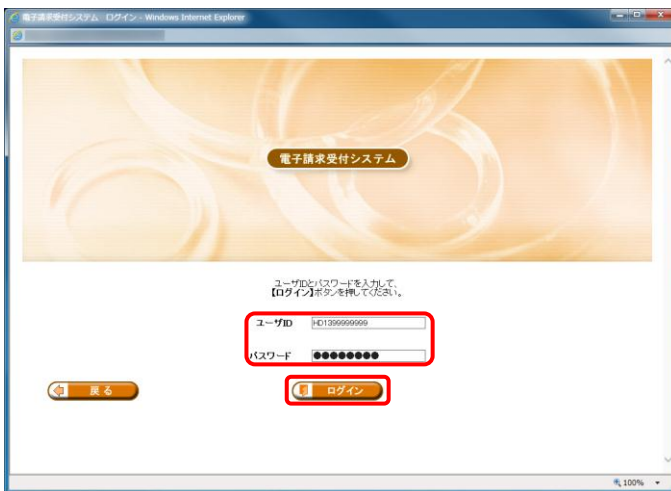 電子請求受付システム ログイン - Windows Internet Explorer
電子請求受付システム
ユーザIDとパスワードを入力して、
【ログイン】ボタンを押してください。
ユーザID HD1399999999
パスワード ●●●●●●●●
戻る ログイン
100%